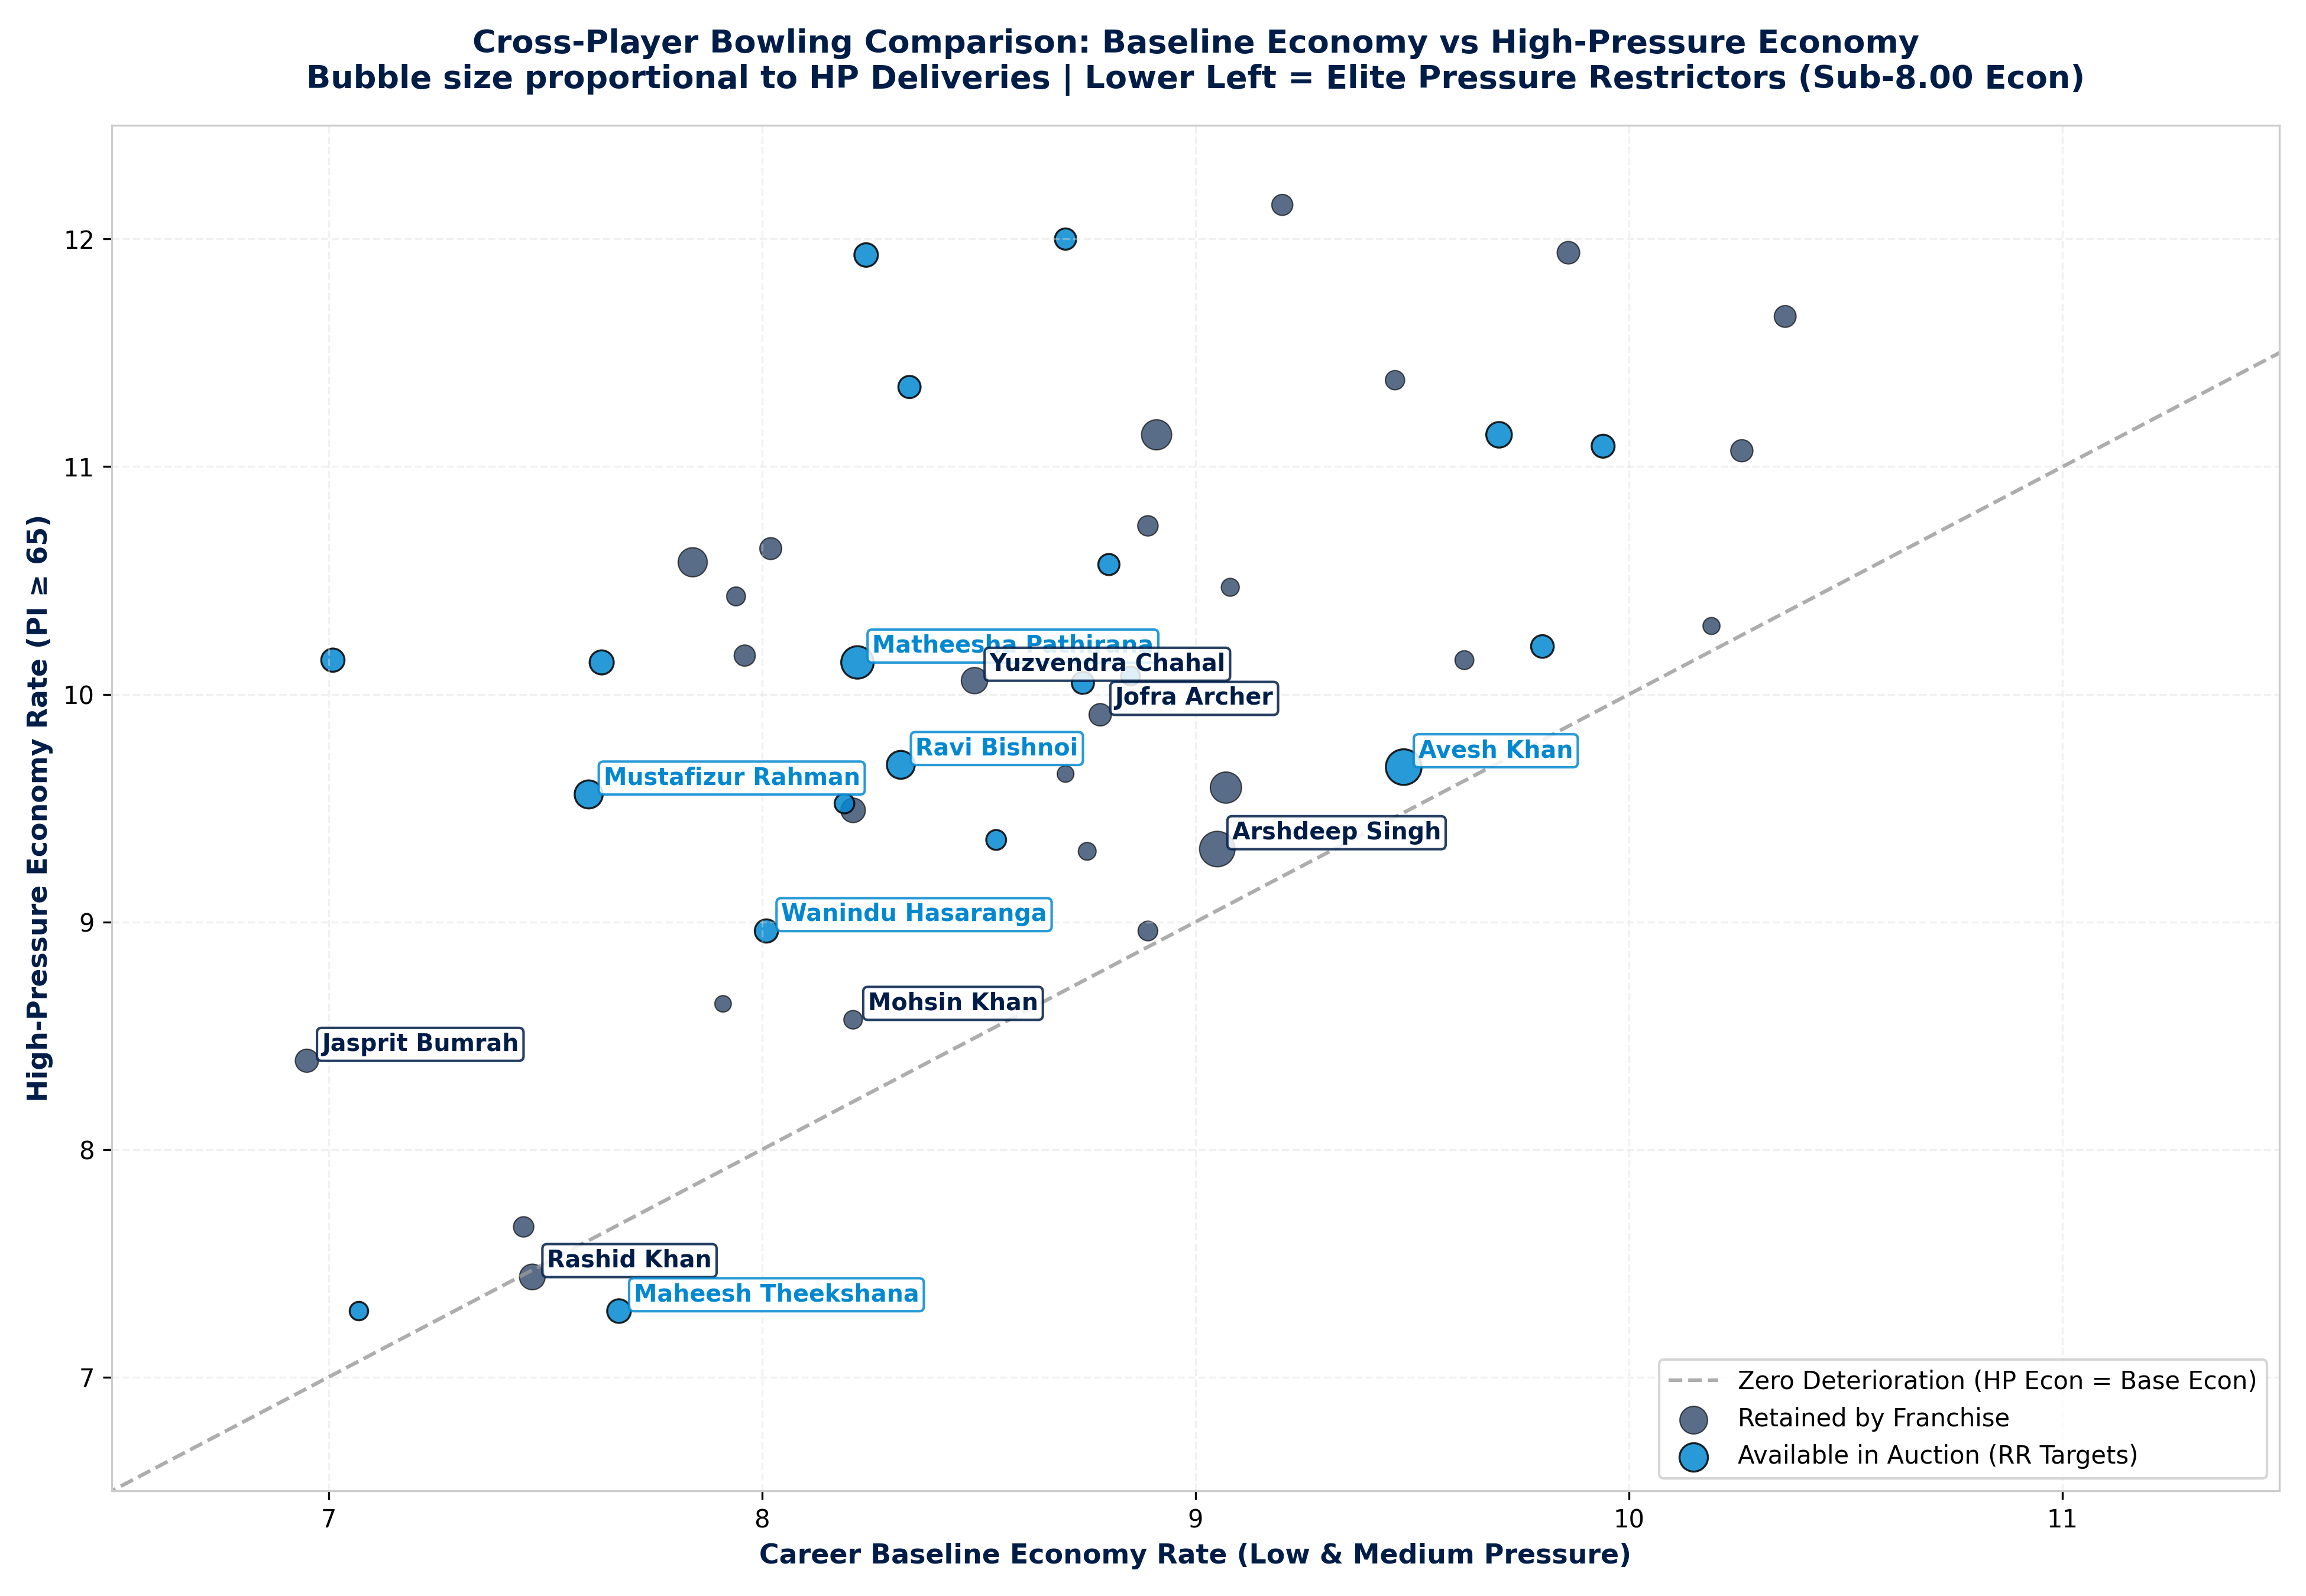 Cross-Player Bowling Comparison: Baseline Economy vs High-Pressure Economy
Bubble size proportional to HP Deliveries | Lower Left = Elite Pressure Restrictors (Sub-8.00 Econ)
High-Pressure Economy Rate (PI ≥ 65)
12
11
10
9
8
7
Matheesha Pathirana
Yuzvendra Chahal
Jofra Archer
Ravi Bishnoi
Avesh Khan
Mustafizur Rahman
Arshdeep Singh
Wanindu Hasaranga
Mohsin Khan
Jasprit Bumrah
Rashid Khan
Maheesh Theekshana
Zero Deterioration (HP Econ = Base Econ)
Retained by Franchise
Available in Auction (RR Targets)
7
8
9
10
11
Career Baseline Economy Rate (Low & Medium Pressure)